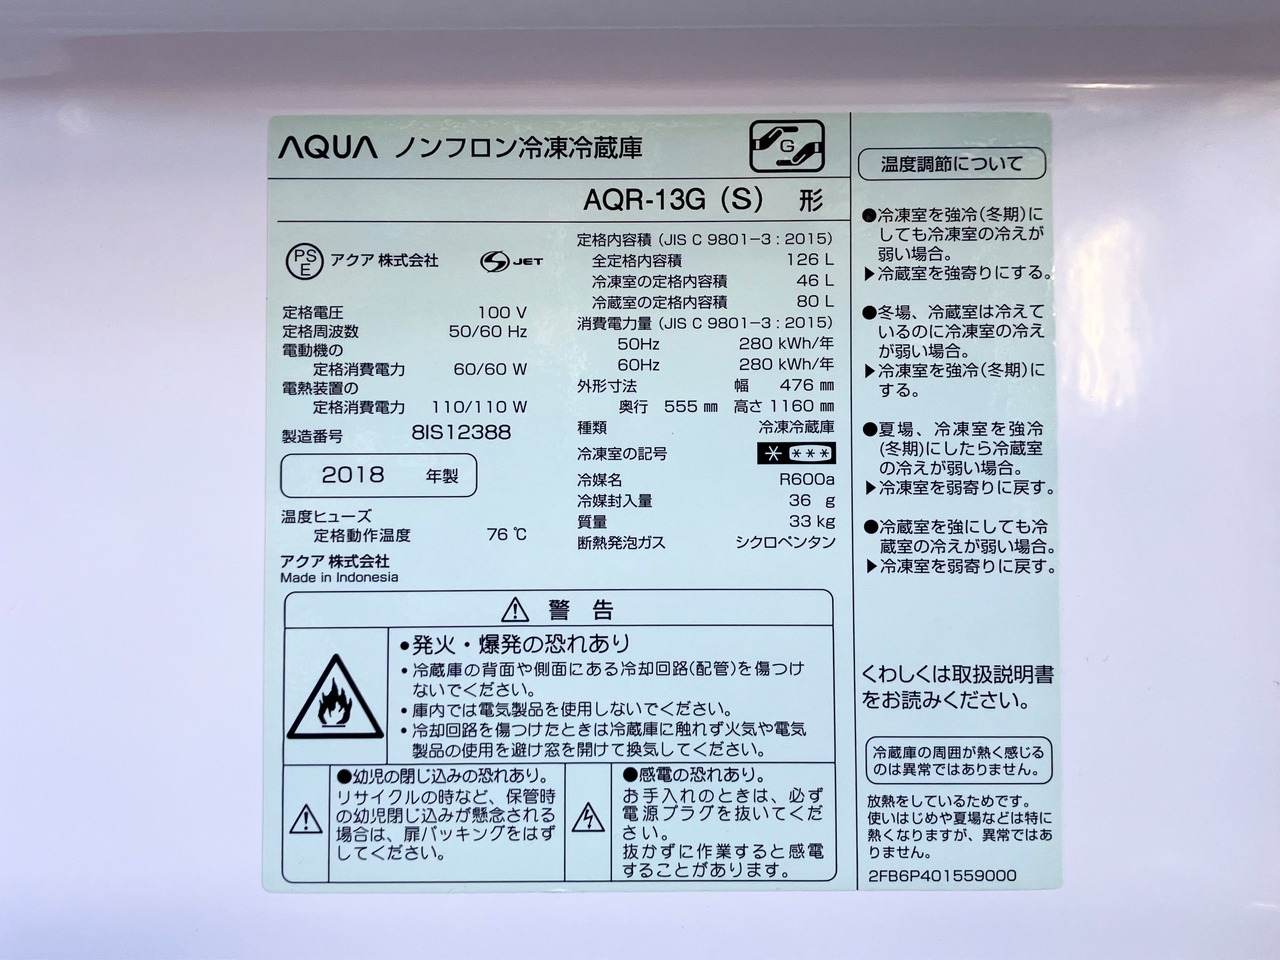 AQUA ノンフロン冷凍冷蔵庫
G
AQR-13G (S) 形
PS
E
アクア 株式会社
S JET
定格電圧 100 V
定格周波数 50/60 Hz
電動機の
定格消費電力 60/60 W
電熱装置の
定格消費電力 110/110 W
製造番号 8IS12388
2018 年製
温度ヒューズ
定格動作温度 76 ℃
アクア 株式会社
Made in Indonesia
定格内容積 (JIS C 9801-3 : 2015)
全定格内容積 126 L
冷凍室の定格内容積 46 L
冷蔵室の定格内容積 80 L
消費電力量 (JIS C 9801-3 : 2015)
50Hz 280 kWh/年
60Hz 280 kWh/年
外形寸法 幅 476 mm
奥行 555 mm 高さ 1160 mm
種類 冷凍冷蔵庫
冷凍室の記号 * ***
冷媒名 R600a
冷媒封入量 36 g
質量 33 kg
断熱発泡ガス シクロペンタン
⚠ 警 告
●発火・爆発の恐れあり
・冷蔵庫の背面や側面にある冷却回路(配管)を傷つけ
ないでください。
・庫内では電気製品を使用しないでください。
・冷却回路を傷つけたときは冷蔵庫に触れず火気や電気
製品の使用を避け窓を開けて換気してください。
●幼児の閉じ込みの恐れあり。
リサイクルの時など、保管時
の幼児閉じ込みが懸念される
場合は、扉パッキングをはず
してください。
●感電の恐れあり。
お手入れのときは、必ず
電源プラグを抜いてくだ
さい。
抜かずに作業すると感電
することがあります。
温度調節について
●冷凍室を強冷(冬期)に
しても冷凍室の冷えが
弱い場合。
▶冷蔵室を強寄りにする。
●冬場、冷蔵室は冷えて
いるのに冷凍室の冷え
が弱い場合。
▶冷凍室を強冷(冬期)に
する。
●夏場、冷凍室を強冷
(冬期)にしたら冷蔵室
の冷えが弱い場合。
▶冷凍室を弱寄りに戻す。
●冷蔵室を強にしても冷
蔵室の冷えが弱い場合。
▶冷凍室を弱寄りに戻す。
くわしくは取扱説明書
をお読みください。
冷蔵庫の周囲が熱く感じる
のは異常ではありません。
放熱をしているためです。
使いはじめや夏場などは特に
熱くなりますが、異常ではあ
りません。
2FB6P401559000